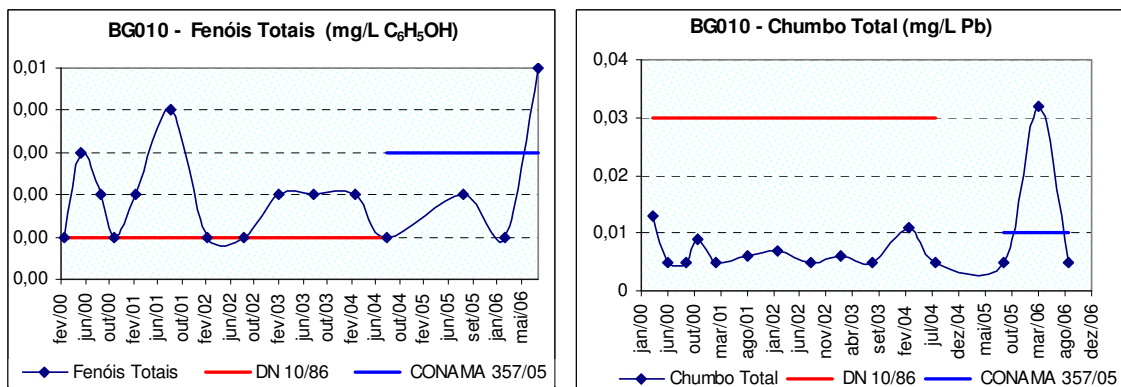 BG010 - Fenóis Totais (mg/L C₆H₅OH)
0,01
0,00
0,00
0,00
0,00
0,00
fev/00
jun/00
out/00
fev/01
jun/01
out/01
fev/02
jun/02
out/02
fev/03
jun/03
out/03
fev/04
jun/04
out/04
fev/05
jun/05
set/05
jan/06
mai/06
Fenóis Totais
DN 10/86
CONAMA 357/05
BG010 - Chumbo Total (mg/L Pb)
0,04
0,03
0,02
0,01
0
jan/00
jun/00
out/00
mar/01
ago/01
jan/02
jun/02
nov/02
abr/03
set/03
fev/04
jul/04
dez/04
mai/05
out/05
mar/06
ago/06
dez/06
Chumbo Total
DN 10/86
CONAMA 357/05